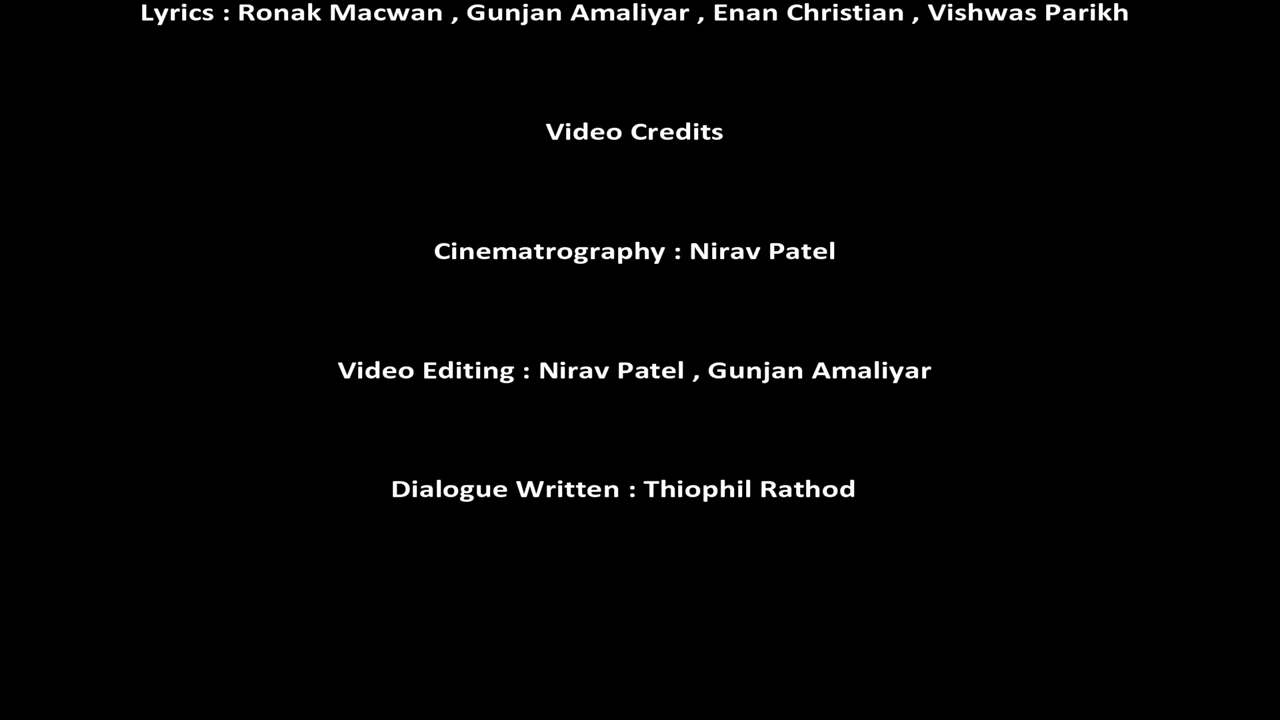 Lyrics : Ronak Macwan , Gunjan Amaliyar , Enan Christian , Vishwas Parikh
Video Credits
Cinematrography : Nirav Patel
Video Editing : Nirav Patel , Gunjan Amaliyar
Dialogue Written : Thiophil Rathod